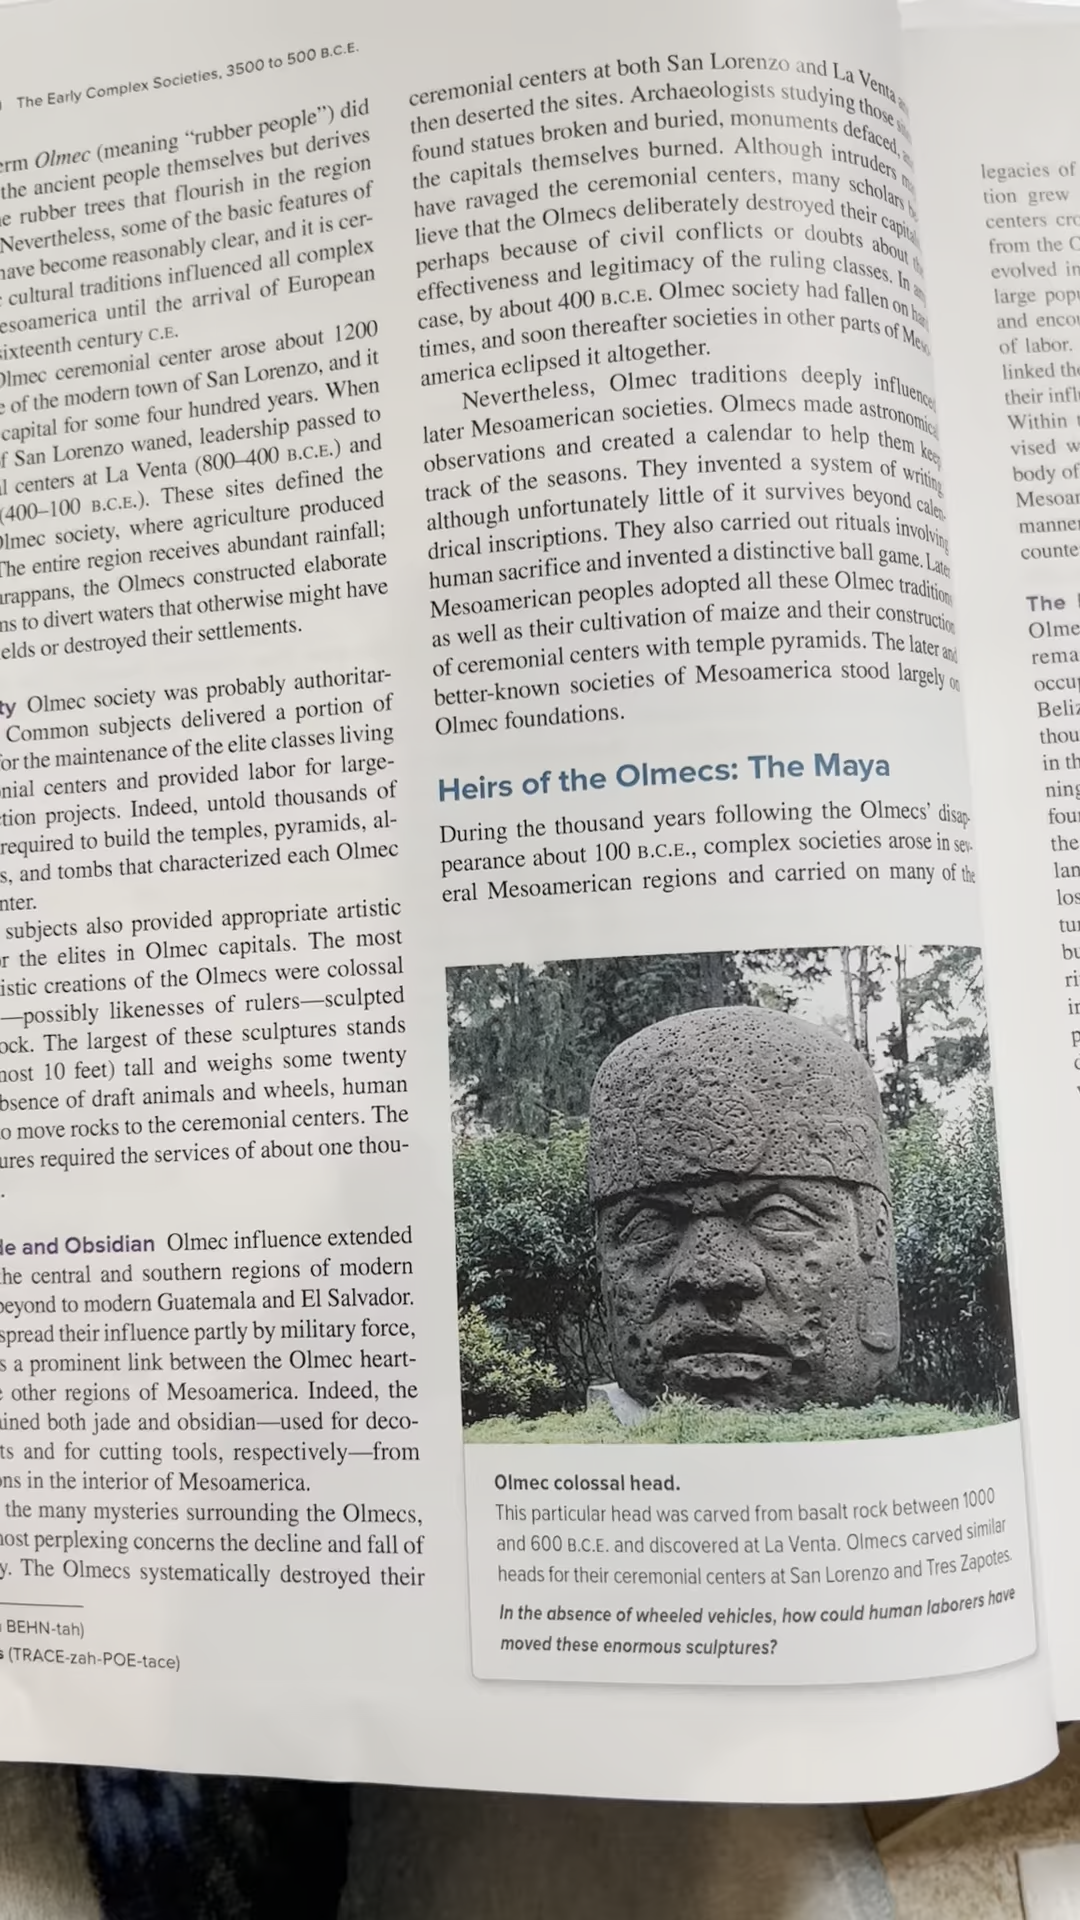 The Early Complex Societies, 3500 to 500 B.C.E.
erm Olmec (meaning “rubber people”) did
the ancient people themselves but derives
e rubber trees that flourish in the region
Nevertheless, some of the basic features of
have become reasonably clear, and it is cer-
cultural traditions influenced all complex
esoamerica until the arrival of European
sixteenth century C.E.
Olmec ceremonial center arose about 1200
e of the modern town of San Lorenzo, and it
capital for some four hundred years. When
f San Lorenzo waned, leadership passed to
l centers at La Venta (800–400 B.C.E.) and
(400–100 B.C.E.). These sites defined the
Olmec society, where agriculture produced
The entire region receives abundant rainfall;
arappans, the Olmecs constructed elaborate
ns to divert waters that otherwise might have
elds or destroyed their settlements.
ty Olmec society was probably authoritar-
Common subjects delivered a portion of
for the maintenance of the elite classes living
nial centers and provided labor for large-
tion projects. Indeed, untold thousands of
required to build the temples, pyramids, al-
s, and tombs that characterized each Olmec
nter.
subjects also provided appropriate artistic
r the elites in Olmec capitals. The most
istic creations of the Olmecs were colossal
—possibly likenesses of rulers—sculpted
ock. The largest of these sculptures stands
nost 10 feet) tall and weighs some twenty
bsence of draft animals and wheels, human
o move rocks to the ceremonial centers. The
ures required the services of about one thou-
.
de and Obsidian Olmec influence extended
he central and southern regions of modern
beyond to modern Guatemala and El Salvador.
spread their influence partly by military force,
s a prominent link between the Olmec heart-
e other regions of Mesoamerica. Indeed, the
ained both jade and obsidian—used for deco-
ts and for cutting tools, respectively—from
ons in the interior of Mesoamerica.
the many mysteries surrounding the Olmecs,
most perplexing concerns the decline and fall of
y. The Olmecs systematically destroyed their
BEHN-tah)
s (TRACE-zah-POE-tace)
ceremonial centers at both San Lorenzo and La Venta
then deserted the sites. Archaeologists studying those
found statues broken and buried, monuments defaced,
the capitals themselves burned. Although intruders
have ravaged the ceremonial centers, many scholars
lieve that the Olmecs deliberately destroyed their capital
perhaps because of civil conflicts or doubts about
effectiveness and legitimacy of the ruling classes. In
case, by about 400 B.C.E. Olmec society had fallen on
times, and soon thereafter societies in other parts of Meso
america eclipsed it altogether.
Nevertheless, Olmec traditions deeply influenced
later Mesoamerican societies. Olmecs made astronomica
observations and created a calendar to help them keep
track of the seasons. They invented a system of writing
although unfortunately little of it survives beyond calen-
drical inscriptions. They also carried out rituals involving
human sacrifice and invented a distinctive ball game. Later
Mesoamerican peoples adopted all these Olmec tradition
as well as their cultivation of maize and their construction
of ceremonial centers with temple pyramids. The later and
better-known societies of Mesoamerica stood largely on
Olmec foundations.
Heirs of the Olmecs: The Maya
During the thousand years following the Olmecs’ disap-
pearance about 100 B.C.E., complex societies arose in sev-
eral Mesoamerican regions and carried on many of the
Olmec colossal head.
This particular head was carved from basalt rock between 1000
and 600 B.C.E. and discovered at La Venta. Olmecs carved similar
heads for their ceremonial centers at San Lorenzo and Tres Zapotes.
In the absence of wheeled vehicles, how could human laborers have
moved these enormous sculptures?
legacies of
tion grew
centers
from the
evolved in
large
and
of labor.
linked the
their
Within
vised
body of
Mesoa
manner
counte
The
Olme
rema
occup
Beliz
thou
in th
ning
four
the
lan
los
tur
bu
ri
in
p